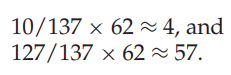 10/137 × 62 ≈ 4, and
127/137 × 62 ≈ 57.